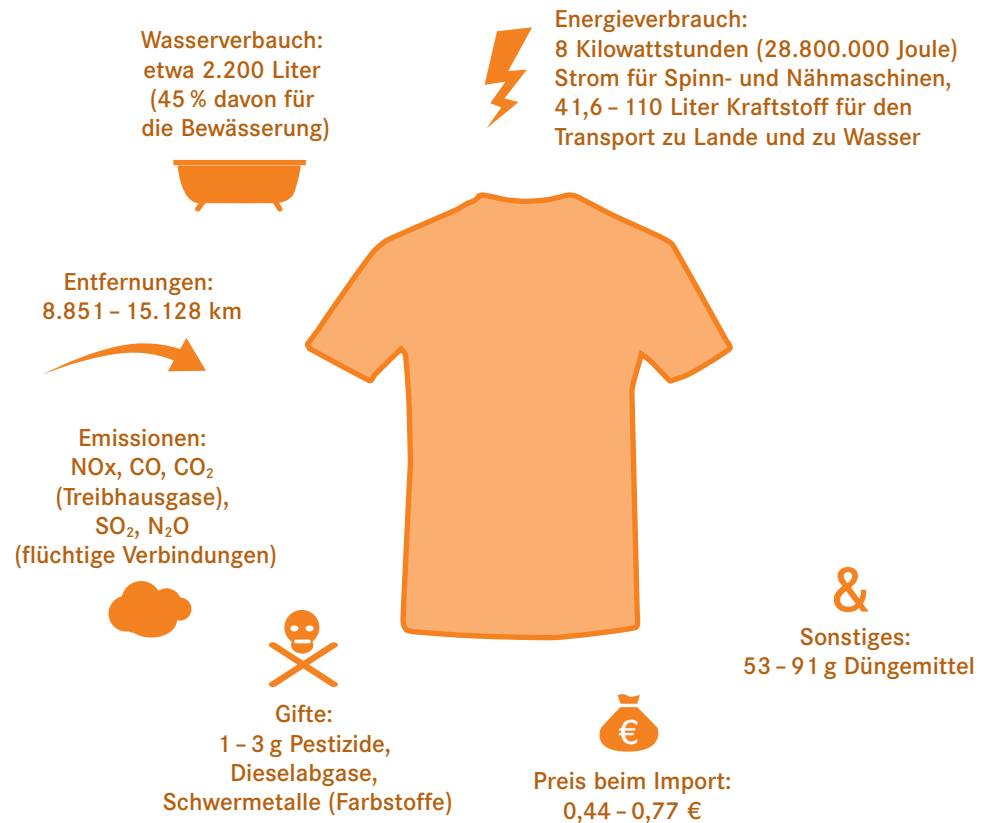 Wasserverbauch:
etwa 2.200 Liter
(45 % davon für
die Bewässerung)
Energieverbrauch:
8 Kilowattstunden (28.800.000 Joule)
Strom für Spinn- und Nähmaschinen,
41,6 – 110 Liter Kraftstoff für den
Transport zu Lande und zu Wasser
Entfernungen:
8.851 – 15.128 km
Emissionen:
NOx, CO, CO₂
(Treibhausgase),
SO₂, N₂O
(flüchtige Verbindungen)
Gifte:
1 – 3 g Pestizide,
Dieselabgase,
Schwermetalle (Farbstoffe)
€
Preis beim Import:
0,44 – 0,77 €
&
Sonstiges:
53 – 91 g Düngemittel